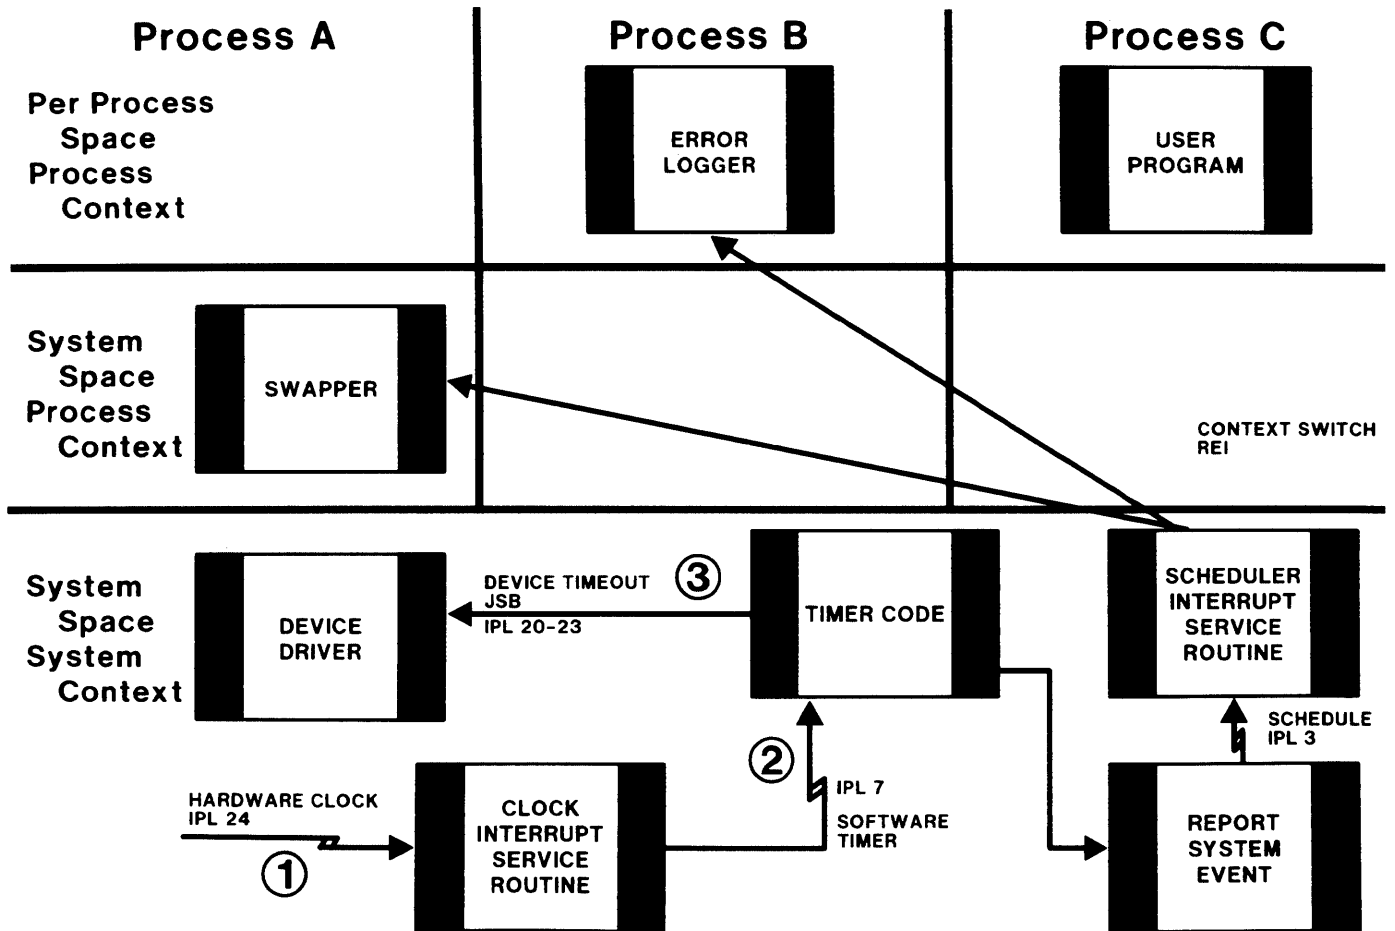 Process A
Process B
Process C
Per Process
Space
Process
Context
ERROR
LOGGER
USER
PROGRAM
System
Space
Process
Context
SWAPPER
CONTEXT SWITCH
REI
System
Space
System
Context
DEVICE
DRIVER
DEVICE TIMEOUT
JSB
IPL 20-23
3
TIMER CODE
SCHEDULER
INTERRUPT
SERVICE
ROUTINE
SCHEDULE
IPL 3
2
IPL 7
SOFTWARE
TIMER
HARDWARE CLOCK
IPL 24
1
CLOCK
INTERRUPT
SERVICE
ROUTINE
REPORT
SYSTEM
EVENT